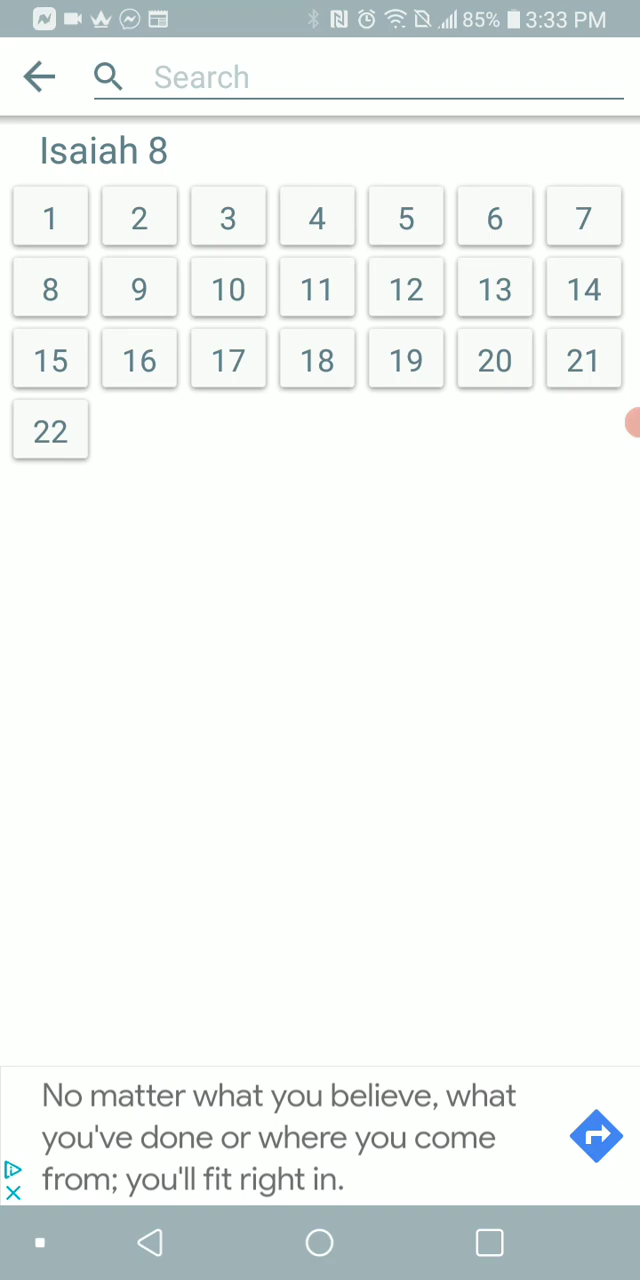 85% 3:33 PM
Search
Isaiah 8
1 2 3 4 5 6 7
8 9 10 11 12 13 14
15 16 17 18 19 20 21
22
No matter what you believe, what
you've done or where you come
from; you'll fit right in.